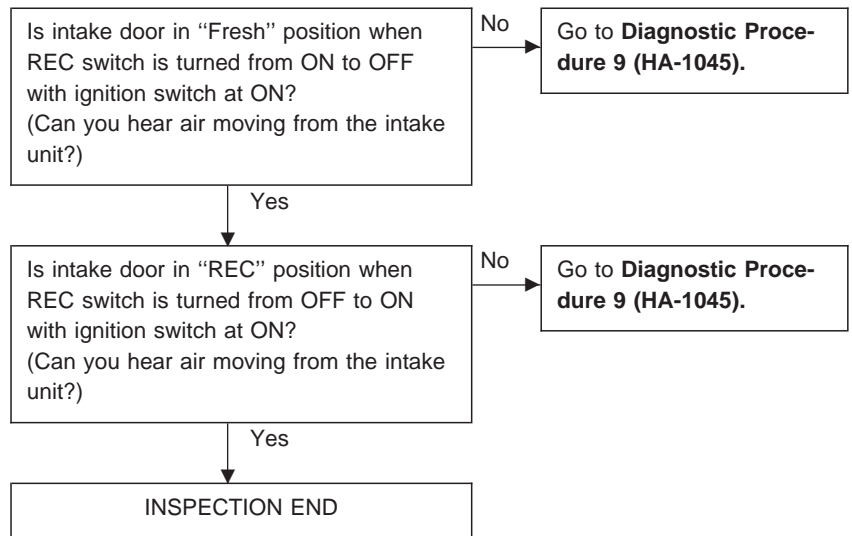 Is intake door in ‘‘Fresh’’ position when
REC switch is turned from ON to OFF
with ignition switch at ON?
(Can you hear air moving from the intake
unit?)
No
Go to Diagnostic Proce-
dure 9 (HA-1045).
Yes
Is intake door in ‘‘REC’’ position when
REC switch is turned from OFF to ON
with ignition switch at ON?
(Can you hear air moving from the intake
unit?)
No
Go to Diagnostic Proce-
dure 9 (HA-1045).
Yes
INSPECTION END